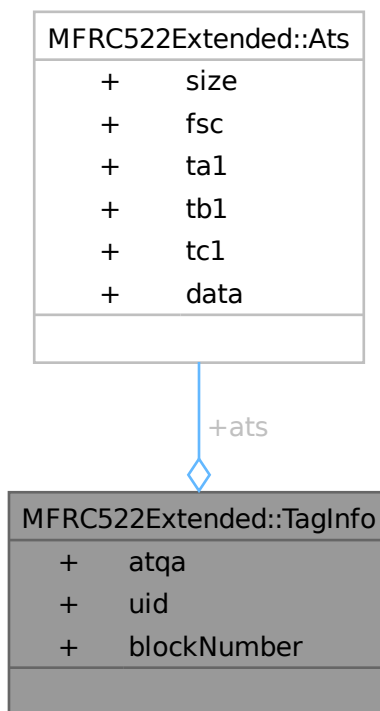 MFRC522Extended::Ats
+ size
+ fsc
+ ta1
+ tb1
+ tc1
+ data
+ats
MFRC522Extended::TagInfo
+ atqa
+ uid
+ blockNumber